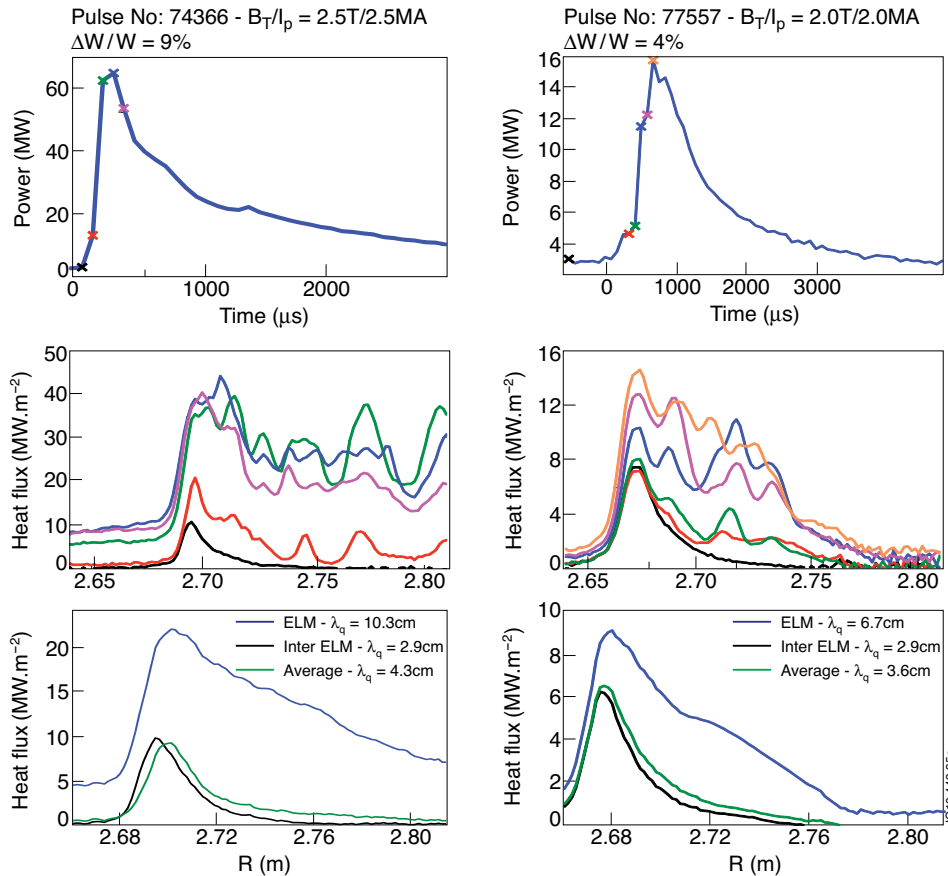 Pulse No: 74366 - B_T/I_p = 2.5T/2.5MA
ΔW/W = 9%
60
40
20
0
Power (MW)
0
1000
2000
Time (µs)
Pulse No: 77557 - B_T/I_p = 2.0T/2.0MA
ΔW/W = 4%
16
14
12
10
8
6
4
Power (MW)
0
1000
2000
3000
Time (µs)
50
40
30
20
10
0
Heat flux (MW.m⁻²)
2.65
2.70
2.75
2.80
16
12
8
4
0
Heat flux (MW.m⁻²)
2.65
2.70
2.75
2.80
20
15
10
5
0
Heat flux (MW.m⁻²)
ELM - λ_q = 10.3cm
Inter ELM - λ_q = 2.9cm
Average - λ_q = 4.3cm
2.68
2.72
2.76
2.80
R (m)
10
8
6
4
2
0
Heat flux (MW.m⁻²)
ELM - λ_q = 6.7cm
Inter ELM - λ_q = 2.9cm
Average - λ_q = 3.6cm
2.68
2.72
2.76
2.80
R (m)